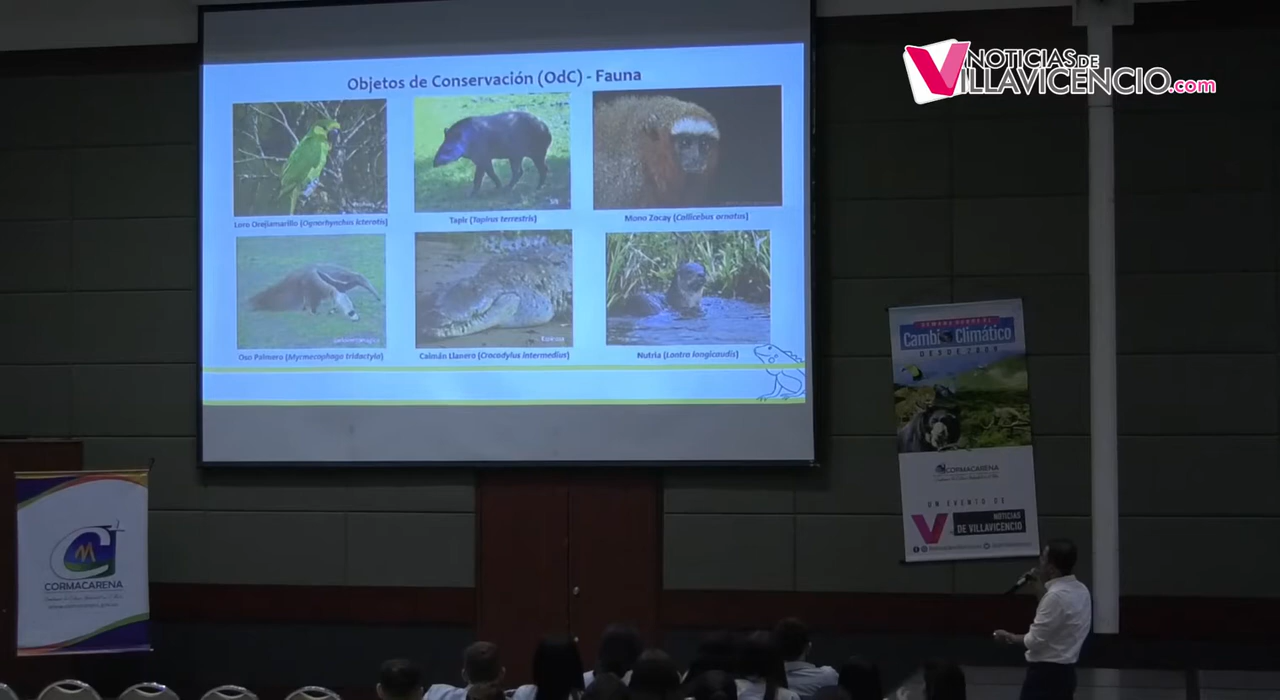 NOTICIAS DE
VILLAVICENCIO.com
Objetos de Conservación (OdC) - Fauna
Loro Orejiamarillo (Ognorhynchus icterotis)
Tapir (Tapirus terrestris)
Mono Zocay (Callicebus ornatus)
Oso Palmero (Myrmecophaga tridactyla)
Caimán Llanero (Crocodylus intermedius)
Nutria (Lontra longicaudis)
Cambio Climático
CORMACARENA
UN EVENTO DE
NOTICIAS
DE VILLAVICENCIO
CORMACARENA